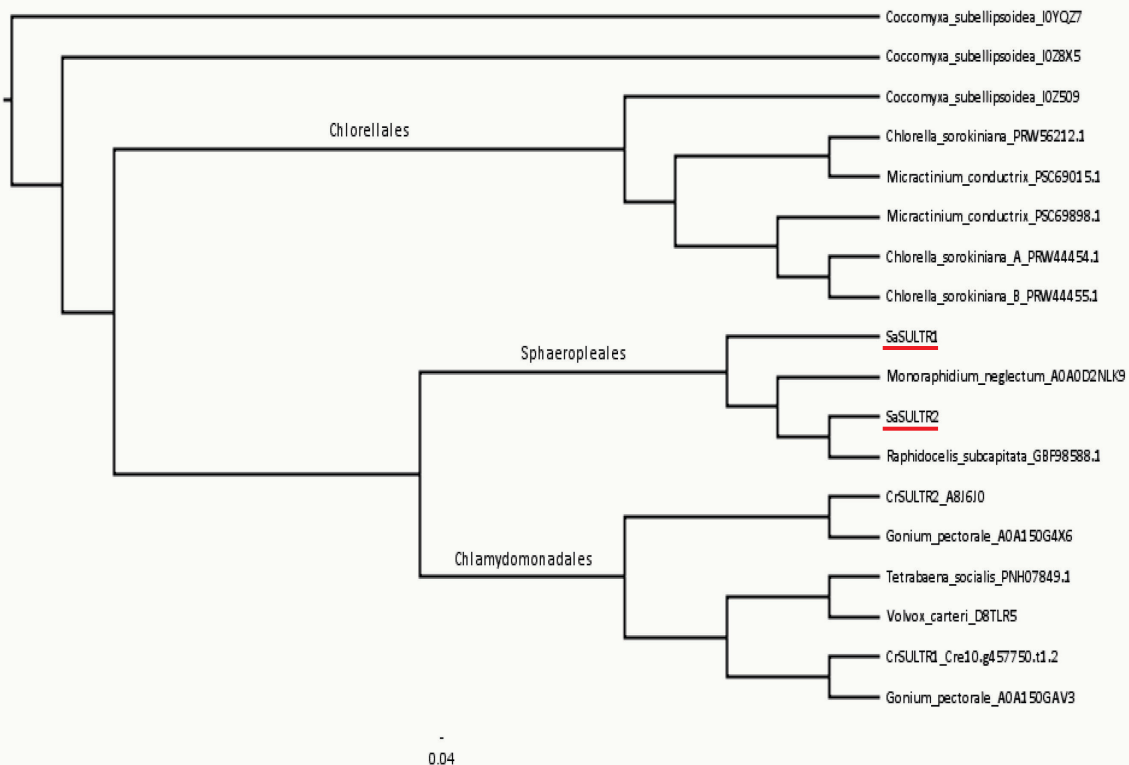 Coccomyxa_subellipsoidea_I0YQZ7
Coccomyxa_subellipsoidea_I0Z8X5
Coccomyxa_subellipsoidea_I0Z509
Chlorellales
Chlorella_sorokiniana_PRW56212.1
Micractinium_conductrix_PSC69015.1
Micractinium_conductrix_PSC69898.1
Chlorella_sorokiniana_A_PRW44454.1
Chlorella_sorokiniana_B_PRW44455.1
SaSULTR1
Sphaeropleales
Monoraphidium_neglectum_A0A0D2NLK9
SaSULTR2
Raphidocelis_subcapitata_GBF98588.1
CrSULTR2_A8J6J0
Gonium_pectorale_A0A150G4X6
Chlamydomonadales
Tetrabaena_socialis_PNH07849.1
Volvox_carteri_D8TLR5
CrSULTR1_Cre10.g457750.t1.2
Gonium_pectorale_A0A150GAV3
0.04